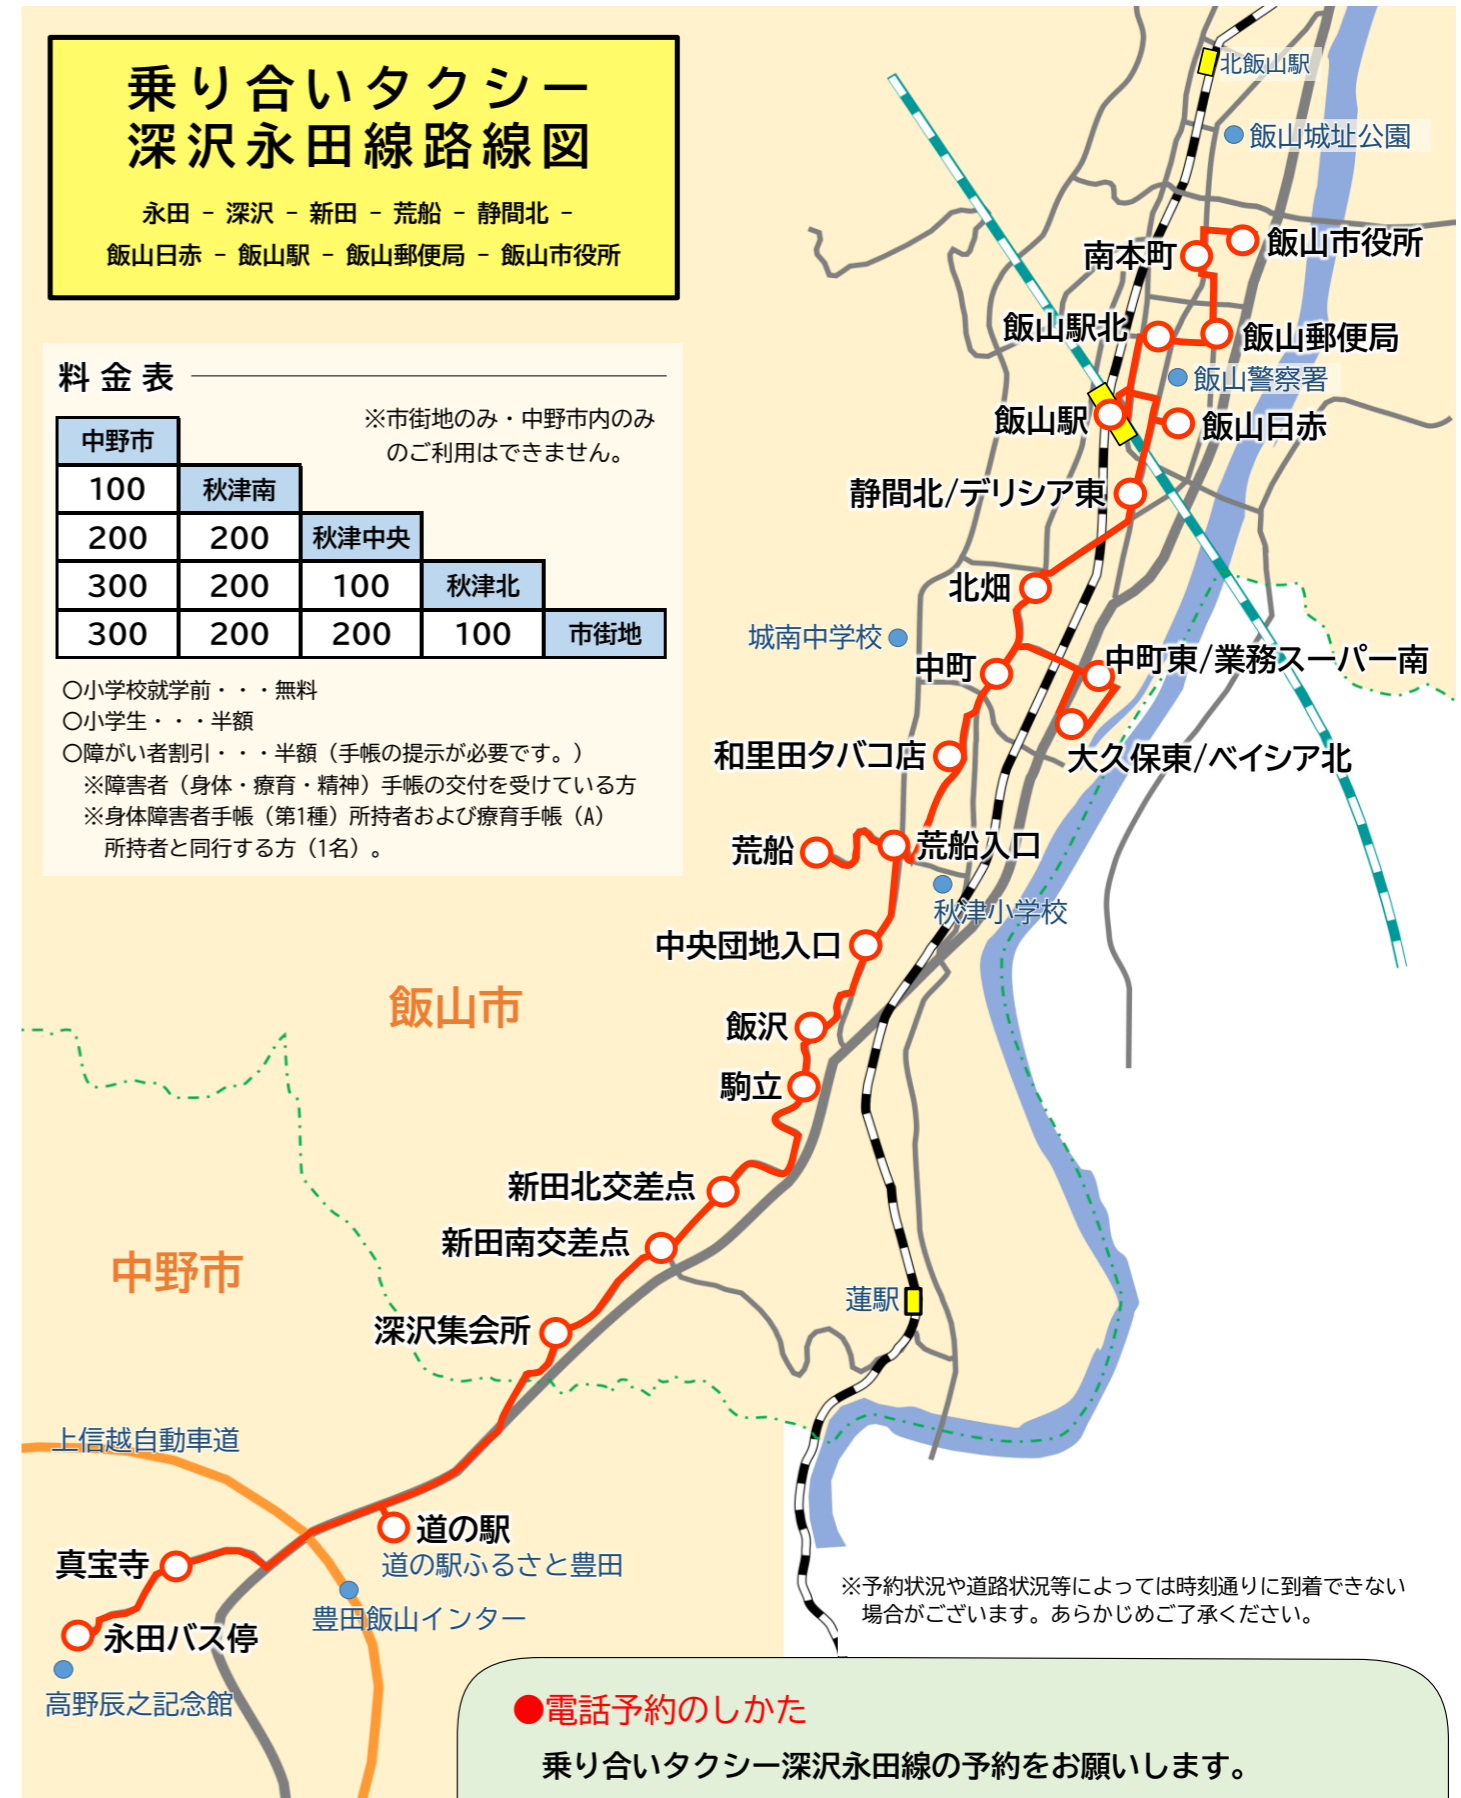 乗り合いタクシー
深沢永田線路線図
永田 - 深沢 - 新田 - 荒船 - 静間北 -
飯山日赤 - 飯山駅 - 飯山郵便局 - 飯山市役所
料金表
※市街地のみ・中野市内のみ
のご利用はできません。
中野市
100 秋津南
200 200 秋津中央
300 200 100 秋津北
300 200 200 100 市街地
〇小学校就学前・・・無料
〇小学生・・・半額
〇障がい者割引・・・半額（手帳の提示が必要です。）
※障害者（身体・療育・精神）手帳の交付を受けている方
※身体障害者手帳（第1種）所持者および療育手帳（A）
所持者と同行する方（1名）。
北飯山駅
飯山城址公園
飯山市役所
南本町
飯山駅北
飯山郵便局
飯山警察署
飯山駅
飯山日赤
静間北/デリシア東
北畑
城南中学校
中町
中町東/業務スーパー南
和里田タバコ店
大久保東/ベイシア北
荒船
荒船入口
秋津小学校
中央団地入口
飯山市
飯沢
駒立
新田北交差点
新田南交差点
中野市
蓮駅
深沢集会所
上信越自動車道
道の駅
道の駅ふるさと豊田
真宝寺
豊田飯山インター
永田バス停
高野辰之記念館
※予約状況や道路状況等によっては時刻通りに到着できない
場合がございます。あらかじめご了承ください。
●電話予約のしかた
乗り合いタクシー深沢永田線の予約をお願いします。